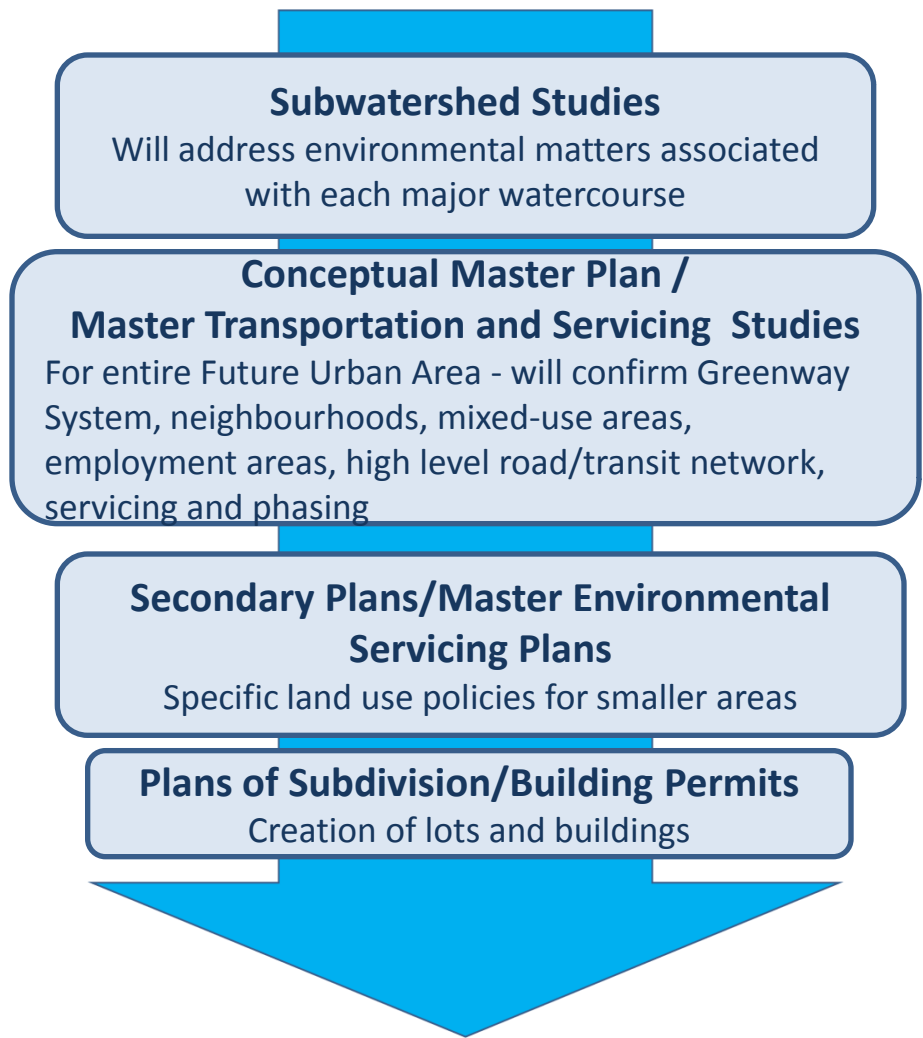 Subwatershed Studies
Will address environmental matters associated
with each major watercourse
Conceptual Master Plan /
Master Transportation and Servicing  Studies
For entire Future Urban Area - will confirm Greenway
System, neighbourhoods, mixed-use areas,
employment areas, high level road/transit network,
servicing and phasing
Secondary Plans/Master Environmental
Servicing Plans
Specific land use policies for smaller areas
Plans of Subdivision/Building Permits
Creation of lots and buildings